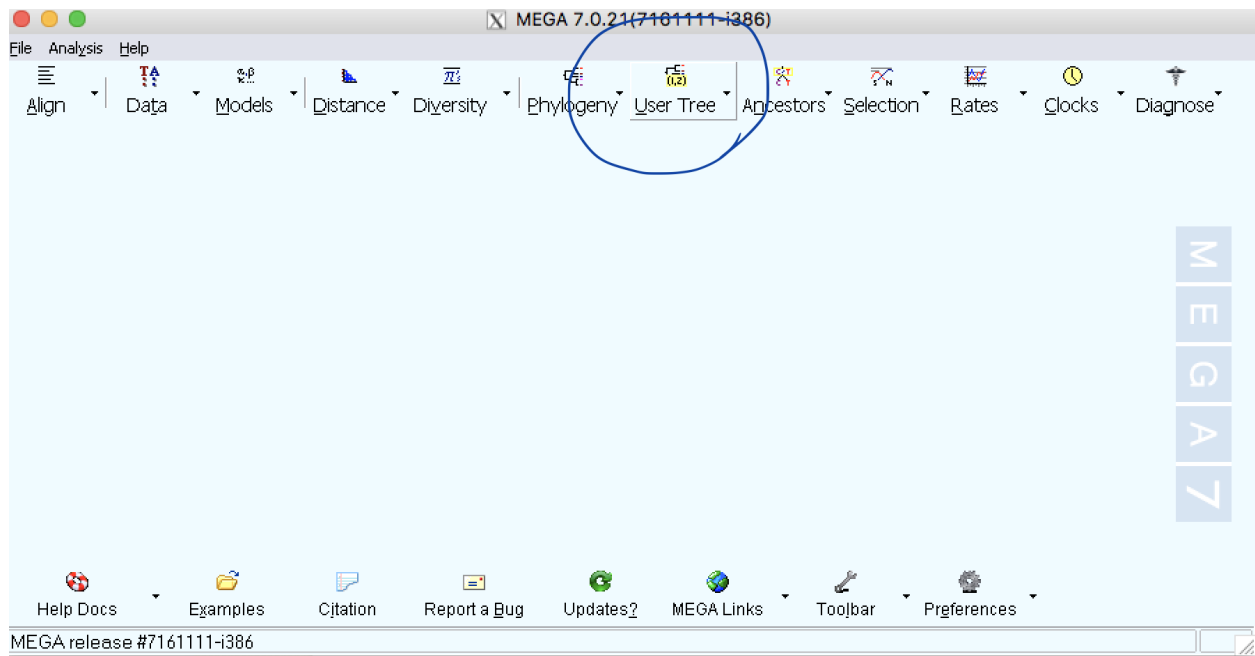 MEGA 7.0.21(7161111-i386)
File Analysis Help
Align Data Models Distance Diversity Phylogeny User Tree Ancestors Selection Rates Clocks Diagnose
M
E
G
A
7
Help Docs Examples Citation Report a Bug Updates? MEGA Links Toolbar Preferences
MEGA release #7161111-i386